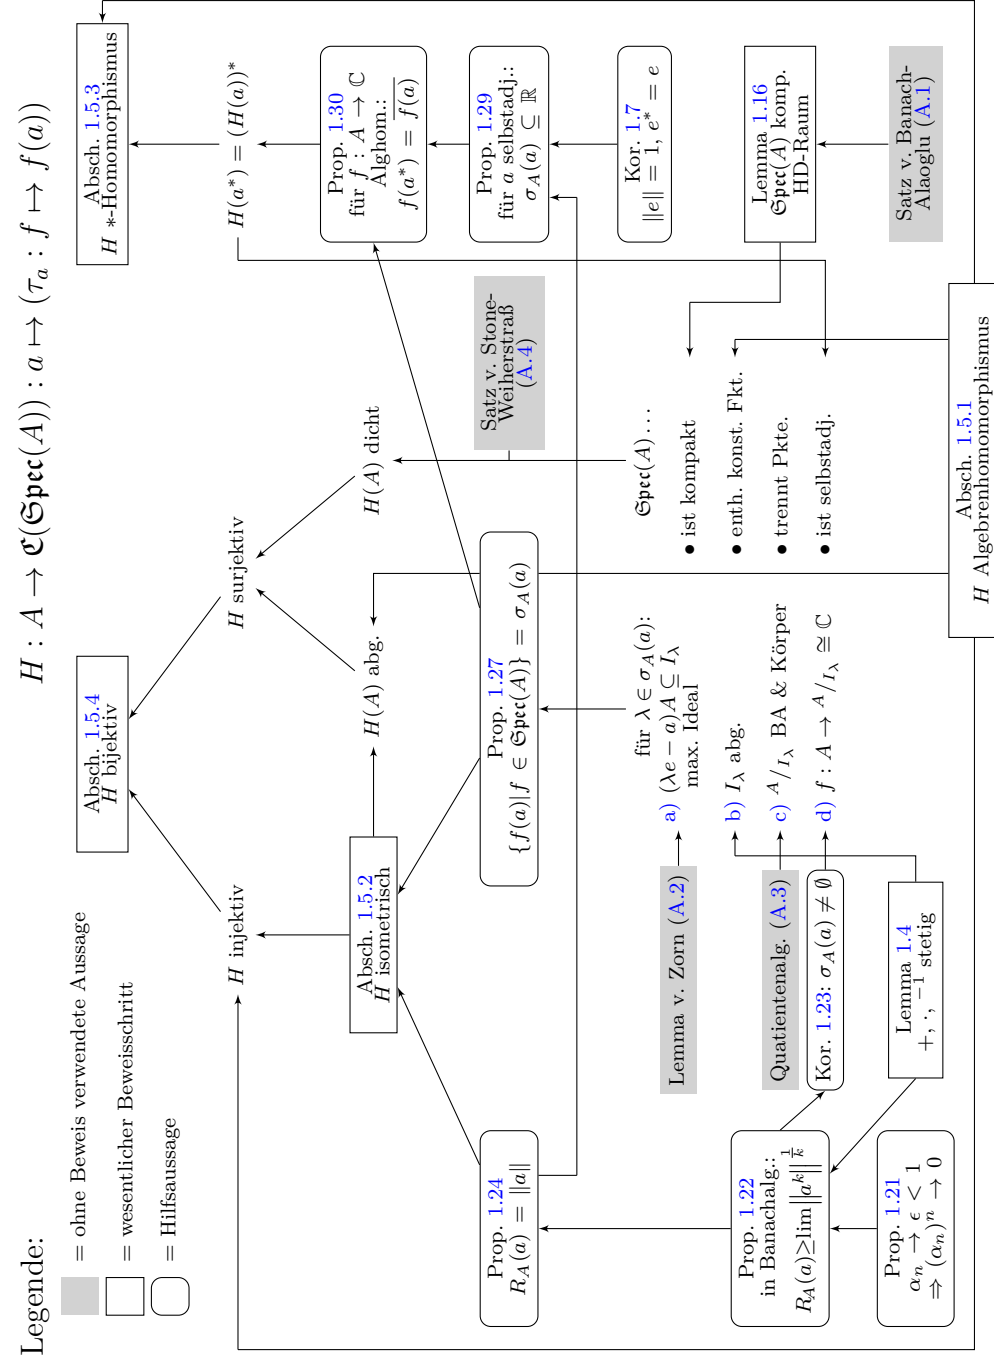 H : A → ℭ(𝔖𝔭𝔢𝔠(A)) : a ↦ (τ_a : f ↦ f(a))
Legende:
= ohne Beweis verwendete Aussage
= wesentlicher Beweisschritt
= Hilfsaussage
Absch. 1.5.4
H bijektiv
Absch. 1.5.3
H *-Homomorphismus
H injektiv
H surjektiv
H(a*) = (H(a))*
Absch. 1.5.2
H isometrisch
H(A) abg.
H(A) dicht
Prop. 1.30
für f : A → ℂ
Alghom.:
f(a*) = \overline{f(a)}
Satz v. Stone-
Weiherstraß
(A.4)
Prop. 1.24
R_A(a) = ||a||
Prop. 1.27
{f(a)|f ∈ 𝔖𝔭𝔢𝔠(A)} = σ_A(a)
Prop. 1.29
für a selbstadj.:
σ_A(a) ⊆ ℝ
Kor. 1.7
||e|| = 1, e* = e
für λ ∈ σ_A(a):
Lemma v. Zorn (A.2)
a) (λe − a)A ⊆ I_λ
max. Ideal
b) I_λ abg.
Quatientenalg. (A.3)
c) A/I_λ BA & Körper
Kor. 1.23: σ_A(a) ≠ ∅
d) f : A → A/I_λ ≅ ℂ
𝔖𝔭𝔢𝔠(A) …
• ist kompakt
• enth. konst. Fkt.
• trennt Pkte.
• ist selbstadj.
Lemma 1.16
𝔖𝔭𝔢𝔠(A) komp.
HD-Raum
Prop. 1.22
in Banachalg.:
R_A(a) ≥ lim ||a^k||^{1/k}
Lemma 1.4
+, ·, ^{-1} stetig
Prop. 1.21
α_n → ϵ < 1
⇒ (α_n)^n → 0
Satz v. Banach-
Alaoglu (A.1)
Absch. 1.5.1
H Algebrenhomomorphismus